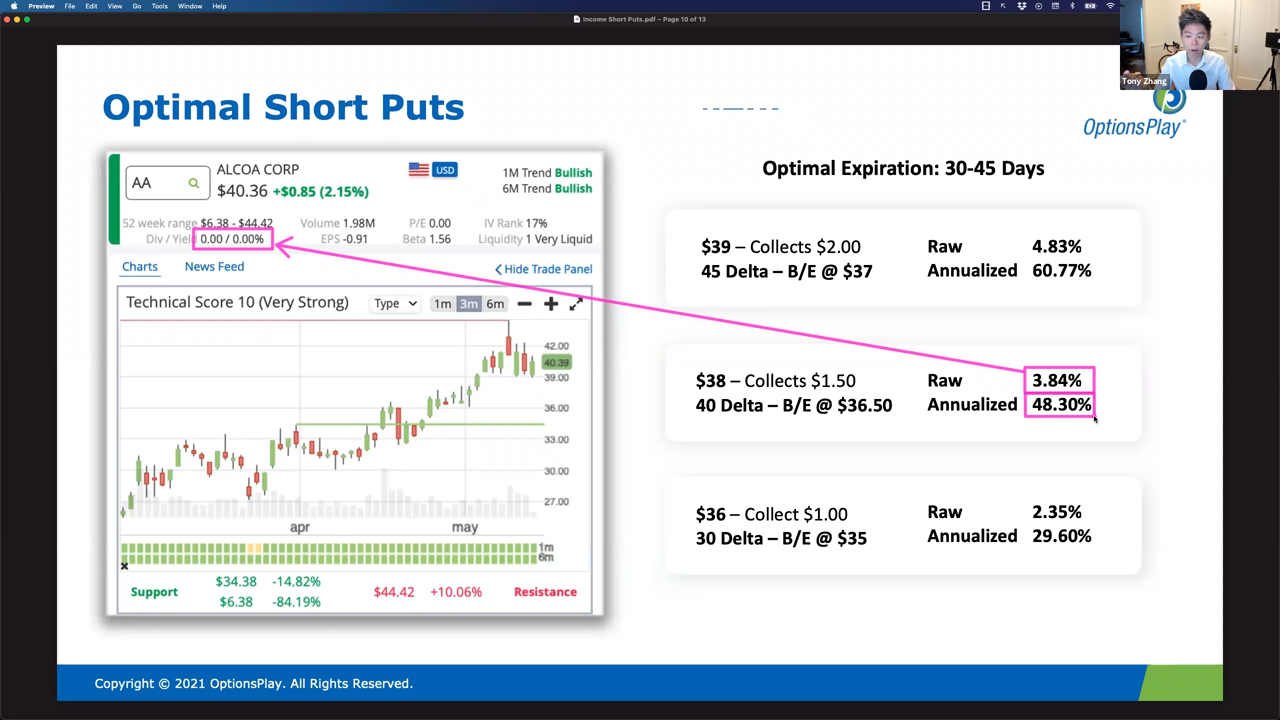 Preview File Edit View Go Tools Window Help
Income Short Puts.pdf – Page 10 of 13
Tony Zhang
Optimal Short Puts
OptionsPlay®
AA
ALCOA CORP
USD
$40.36 +$0.85 (2.15%)
1M Trend Bullish
6M Trend Bullish
52 week range $6.38 - $44.42 Volume 1.98M P/E 0.00 IV Rank 17%
Div / Yield 0.00 / 0.00% EPS -0.91 Beta 1.56 Liquidity 1 Very Liquid
Charts News Feed Hide Trade Panel
Technical Score 10 (Very Strong) Type 1m 3m 6m
42.00
40.39
39.00
36.00
33.00
30.00
27.00
apr may
1m
6m
Support $34.38 -14.82% $44.42 +10.06% Resistance
$6.38 -84.19%
Optimal Expiration: 30-45 Days
$39 – Collects $2.00 Raw 4.83%
45 Delta – B/E @ $37 Annualized 60.77%
$38 – Collects $1.50 Raw 3.84%
40 Delta – B/E @ $36.50 Annualized 48.30%
$36 – Collect $1.00 Raw 2.35%
30 Delta – B/E @ $35 Annualized 29.60%
Copyright © 2021 OptionsPlay. All Rights Reserved.